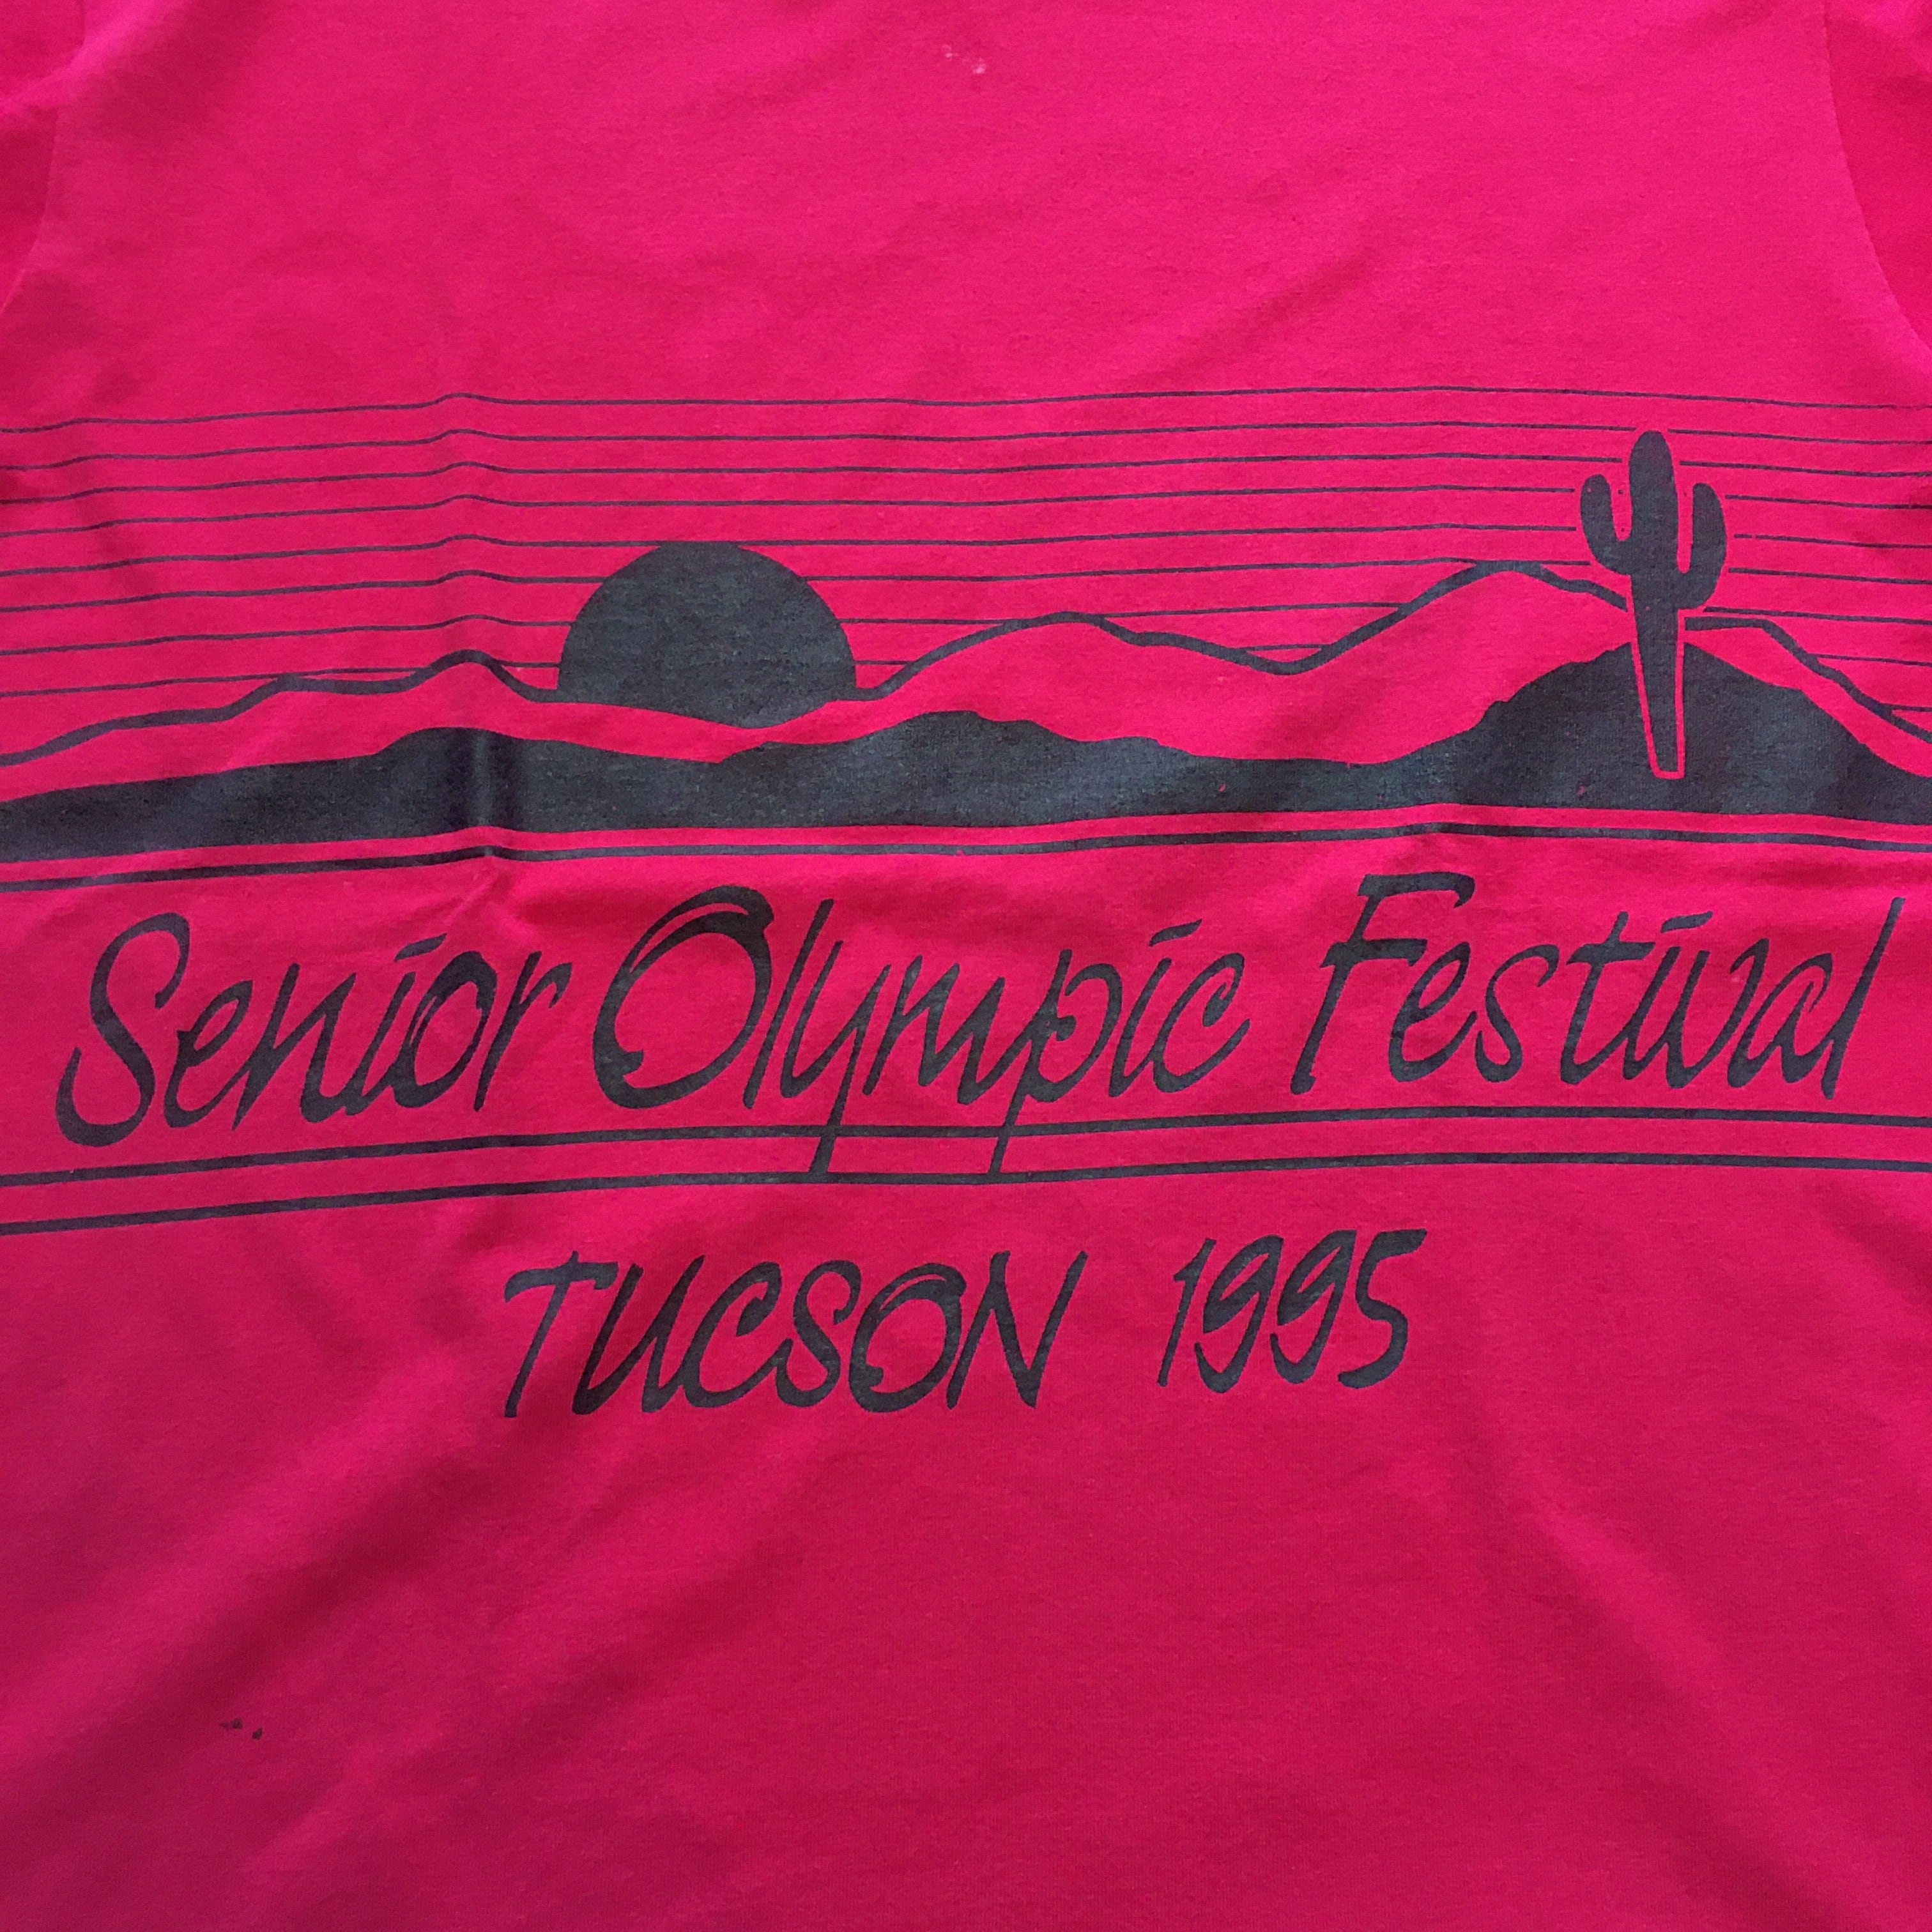 Senior Olympic Festival
TUCSON 1995